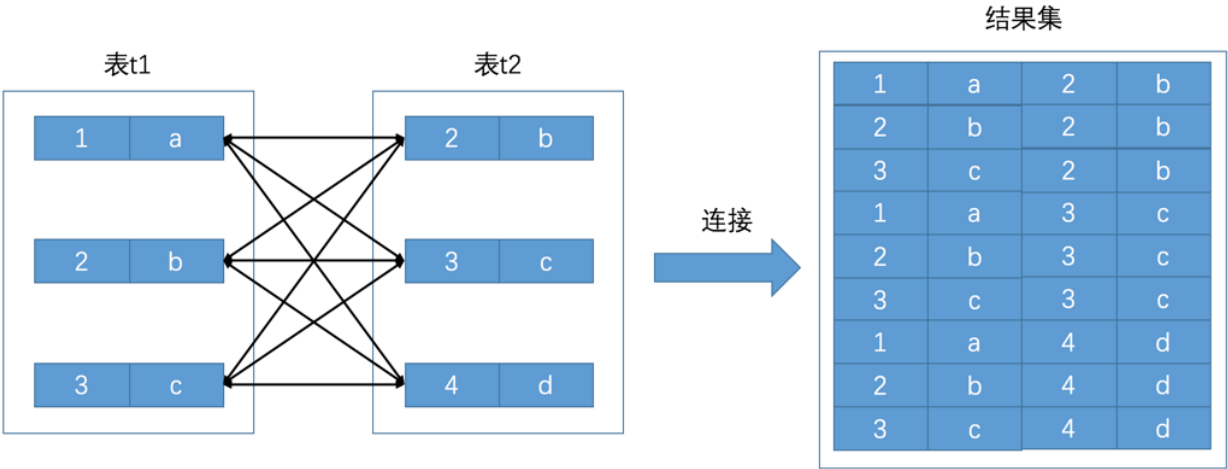 结果集
表t1 表t2
1 a 2 b
2 b 3 c
3 c 4 d
连接
1 a 2 b
2 b 2 b
3 c 2 b
1 a 3 c
2 b 3 c
3 c 3 c
1 a 4 d
2 b 4 d
3 c 4 d